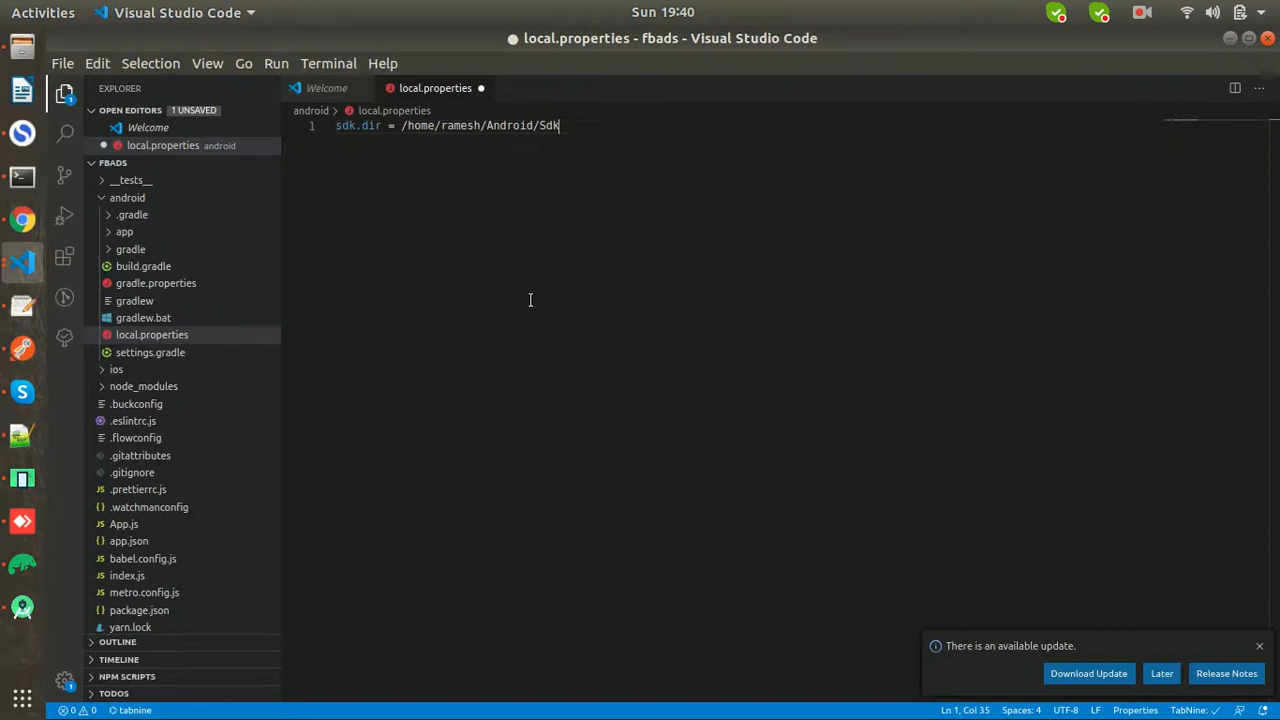 Activities
Visual Studio Code
Sun 19:40
local.properties - fbads - Visual Studio Code
File Edit Selection View Go Run Terminal Help
EXPLORER
OPEN EDITORS 1 UNSAVED
Welcome
local.properties android
FBADS
__tests__
android
.gradle
app
gradle
build.gradle
gradle.properties
gradlew
gradlew.bat
local.properties
settings.gradle
ios
node_modules
.buckconfig
.eslintrc.js
.flowconfig
.gitattributes
.gitignore
.prettierrc.js
.watchmanconfig
App.js
app.json
babel.config.js
index.js
metro.config.js
package.json
yarn.lock
OUTLINE
TIMELINE
NPM SCRIPTS
TODOS
Welcome
local.properties
android > local.properties
1 sdk.dir = /home/ramesh/Android/Sdk
There is an available update.
Download Update Later Release Notes
0 0 tabnine
Ln 1, Col 35 Spaces: 4 UTF-8 LF Properties TabNine: